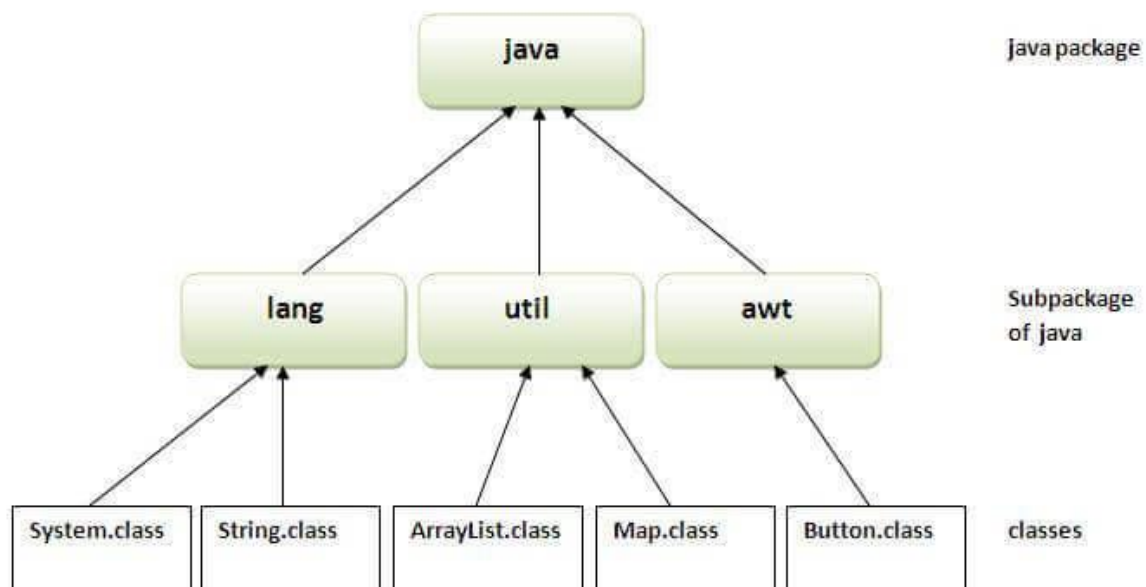 java
java package
lang
util
awt
Subpackage
of java
System.class
String.class
ArrayList.class
Map.class
Button.class
classes